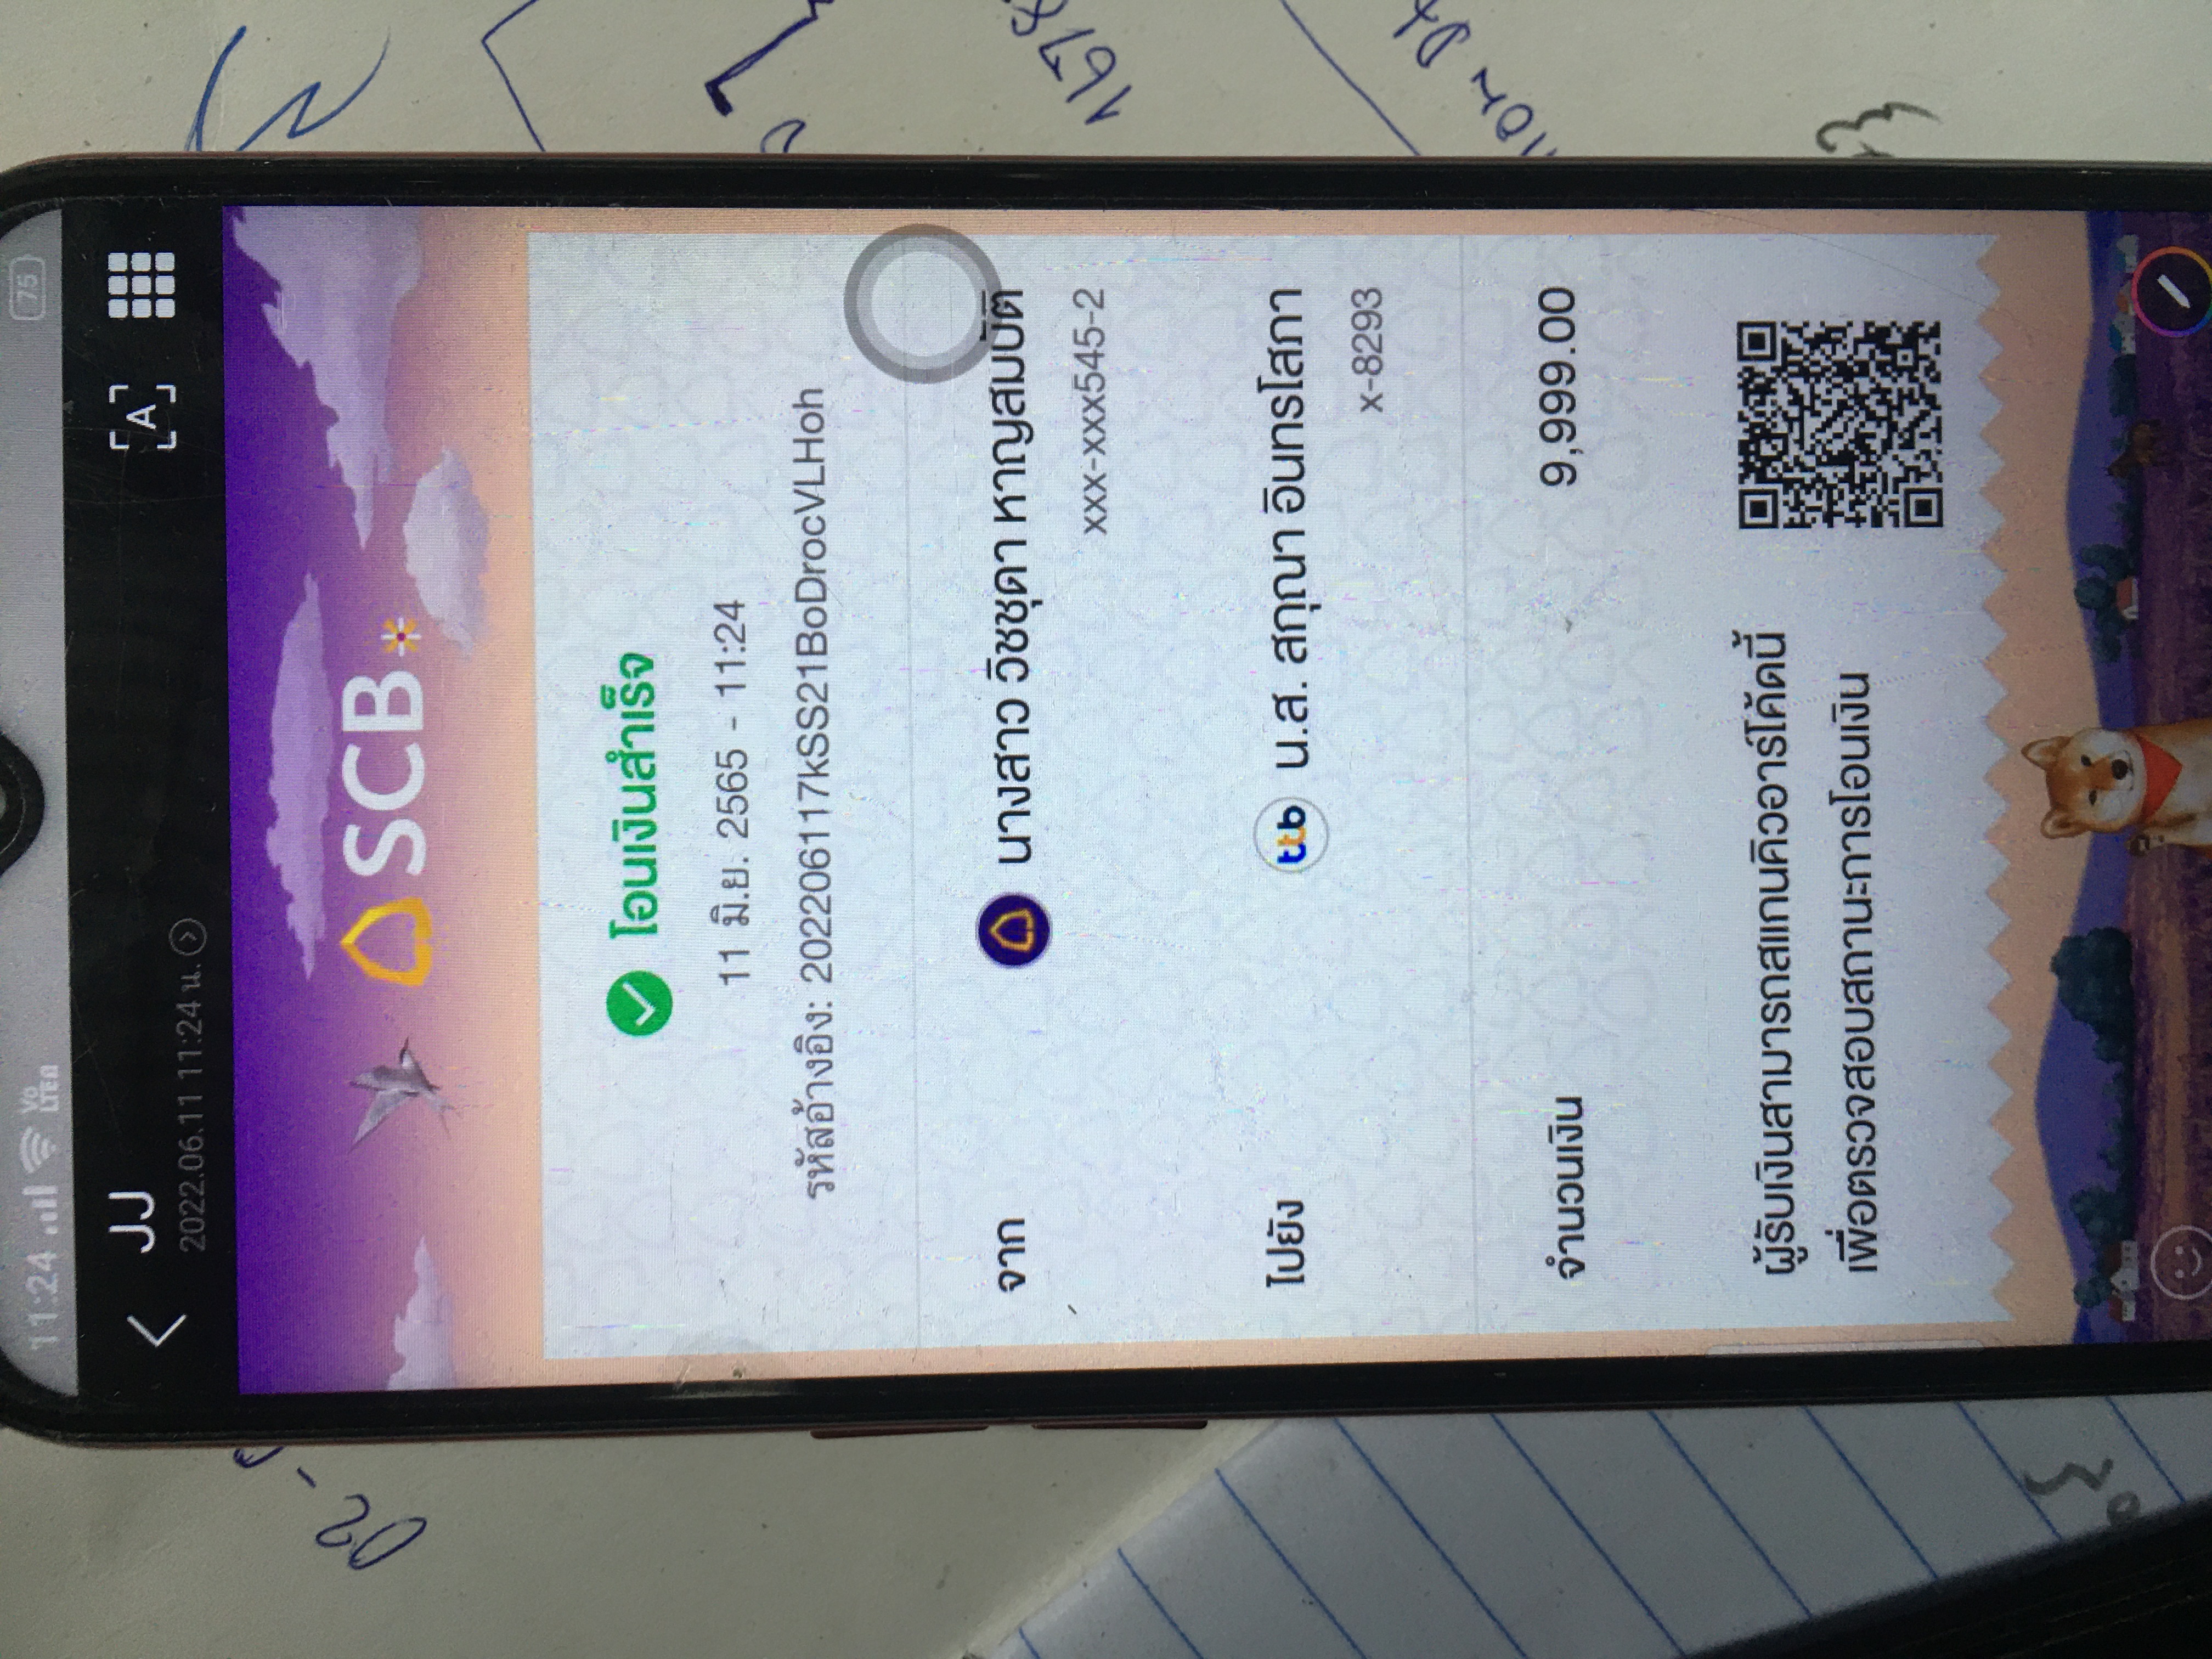 11:24 Vo LTE 75
JJ
2022.06.11 11:24 น.
A
SCB
โอนเงินสำเร็จ
11 มิ.ย. 2565 - 11:24
รหัสอ้างอิง: 202206117kSS21BoDrocVLHoh
จาก นางสาว วิชชุดา หาญสมบัติ
xxx-xxx545-2
ไปยัง ttb น.ส. สกุณา อินทรโสภา
x-8293
จำนวนเงิน 9,999.00
ผู้รับเงินสามารถสแกนคิวอาร์โค้ดนี้
เพื่อตรวจสอบสถานะการโอนเงิน
02-
1678